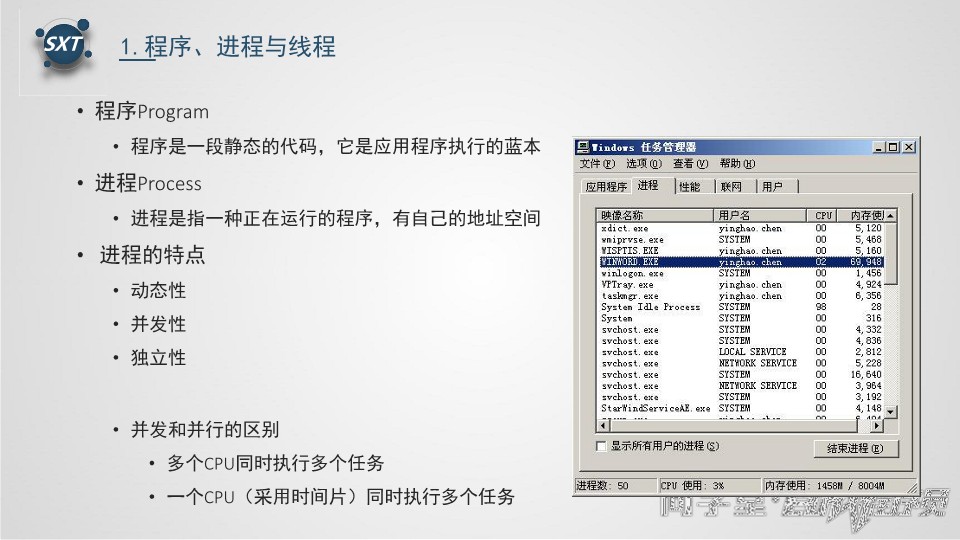 SXT
1. 程序、进程与线程
• 程序Program
• 程序是一段静态的代码，它是应用程序执行的蓝本
• 进程Process
• 进程是指一种正在运行的程序，有自己的地址空间
• 进程的特点
• 动态性
• 并发性
• 独立性
• 并发和并行的区别
• 多个CPU同时执行多个任务
• 一个CPU（采用时间片）同时执行多个任务
Windows 任务管理器
文件(F) 选项(O) 查看(V) 帮助(H)
应用程序 进程 性能 联网 用户
映像名称 用户名 CPU 内存使
xdict.exe yinghao.chen 00 5,120
wmiprvse.exe SYSTEM 00 5,468
WISPTIS.EXE yinghao.chen 00 5,160
WINWORD.EXE yinghao.chen 02 69,948
winlogon.exe SYSTEM 00 1,456
VPTray.exe yinghao.chen 00 4,924
taskmgr.exe yinghao.chen 00 6,356
System Idle Process SYSTEM 98 28
System SYSTEM 00 316
svchost.exe SYSTEM 00 4,332
svchost.exe SYSTEM 00 4,836
svchost.exe LOCAL SERVICE 00 2,812
svchost.exe NETWORK SERVICE 00 5,228
svchost.exe SYSTEM 00 16,640
svchost.exe NETWORK SERVICE 00 3,964
svchost.exe SYSTEM 00 3,192
StarWindServiceAE.exe SYSTEM 00 4,148
显示所有用户的进程(S)
结束进程(E)
进程数: 50 CPU 使用: 3% 内存使用: 1458M / 8004M